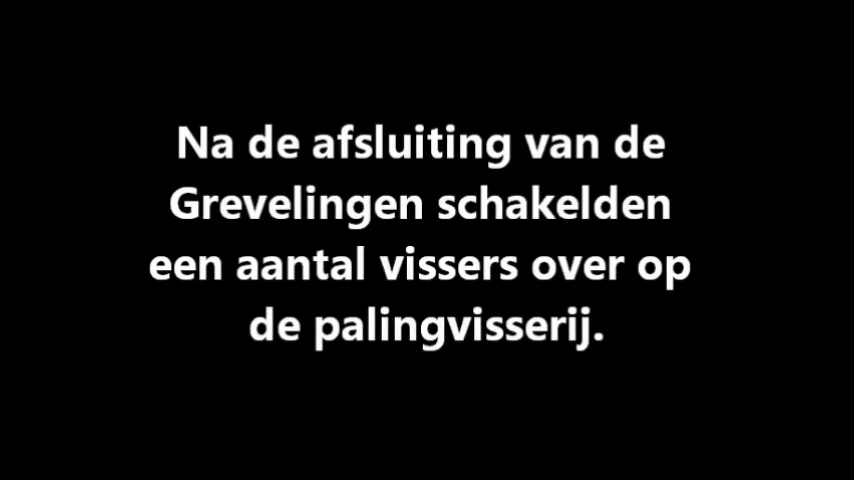 Na de afsluiting van de
Grevelingen schakelden
een aantal vissers over op
de palingvisserij.